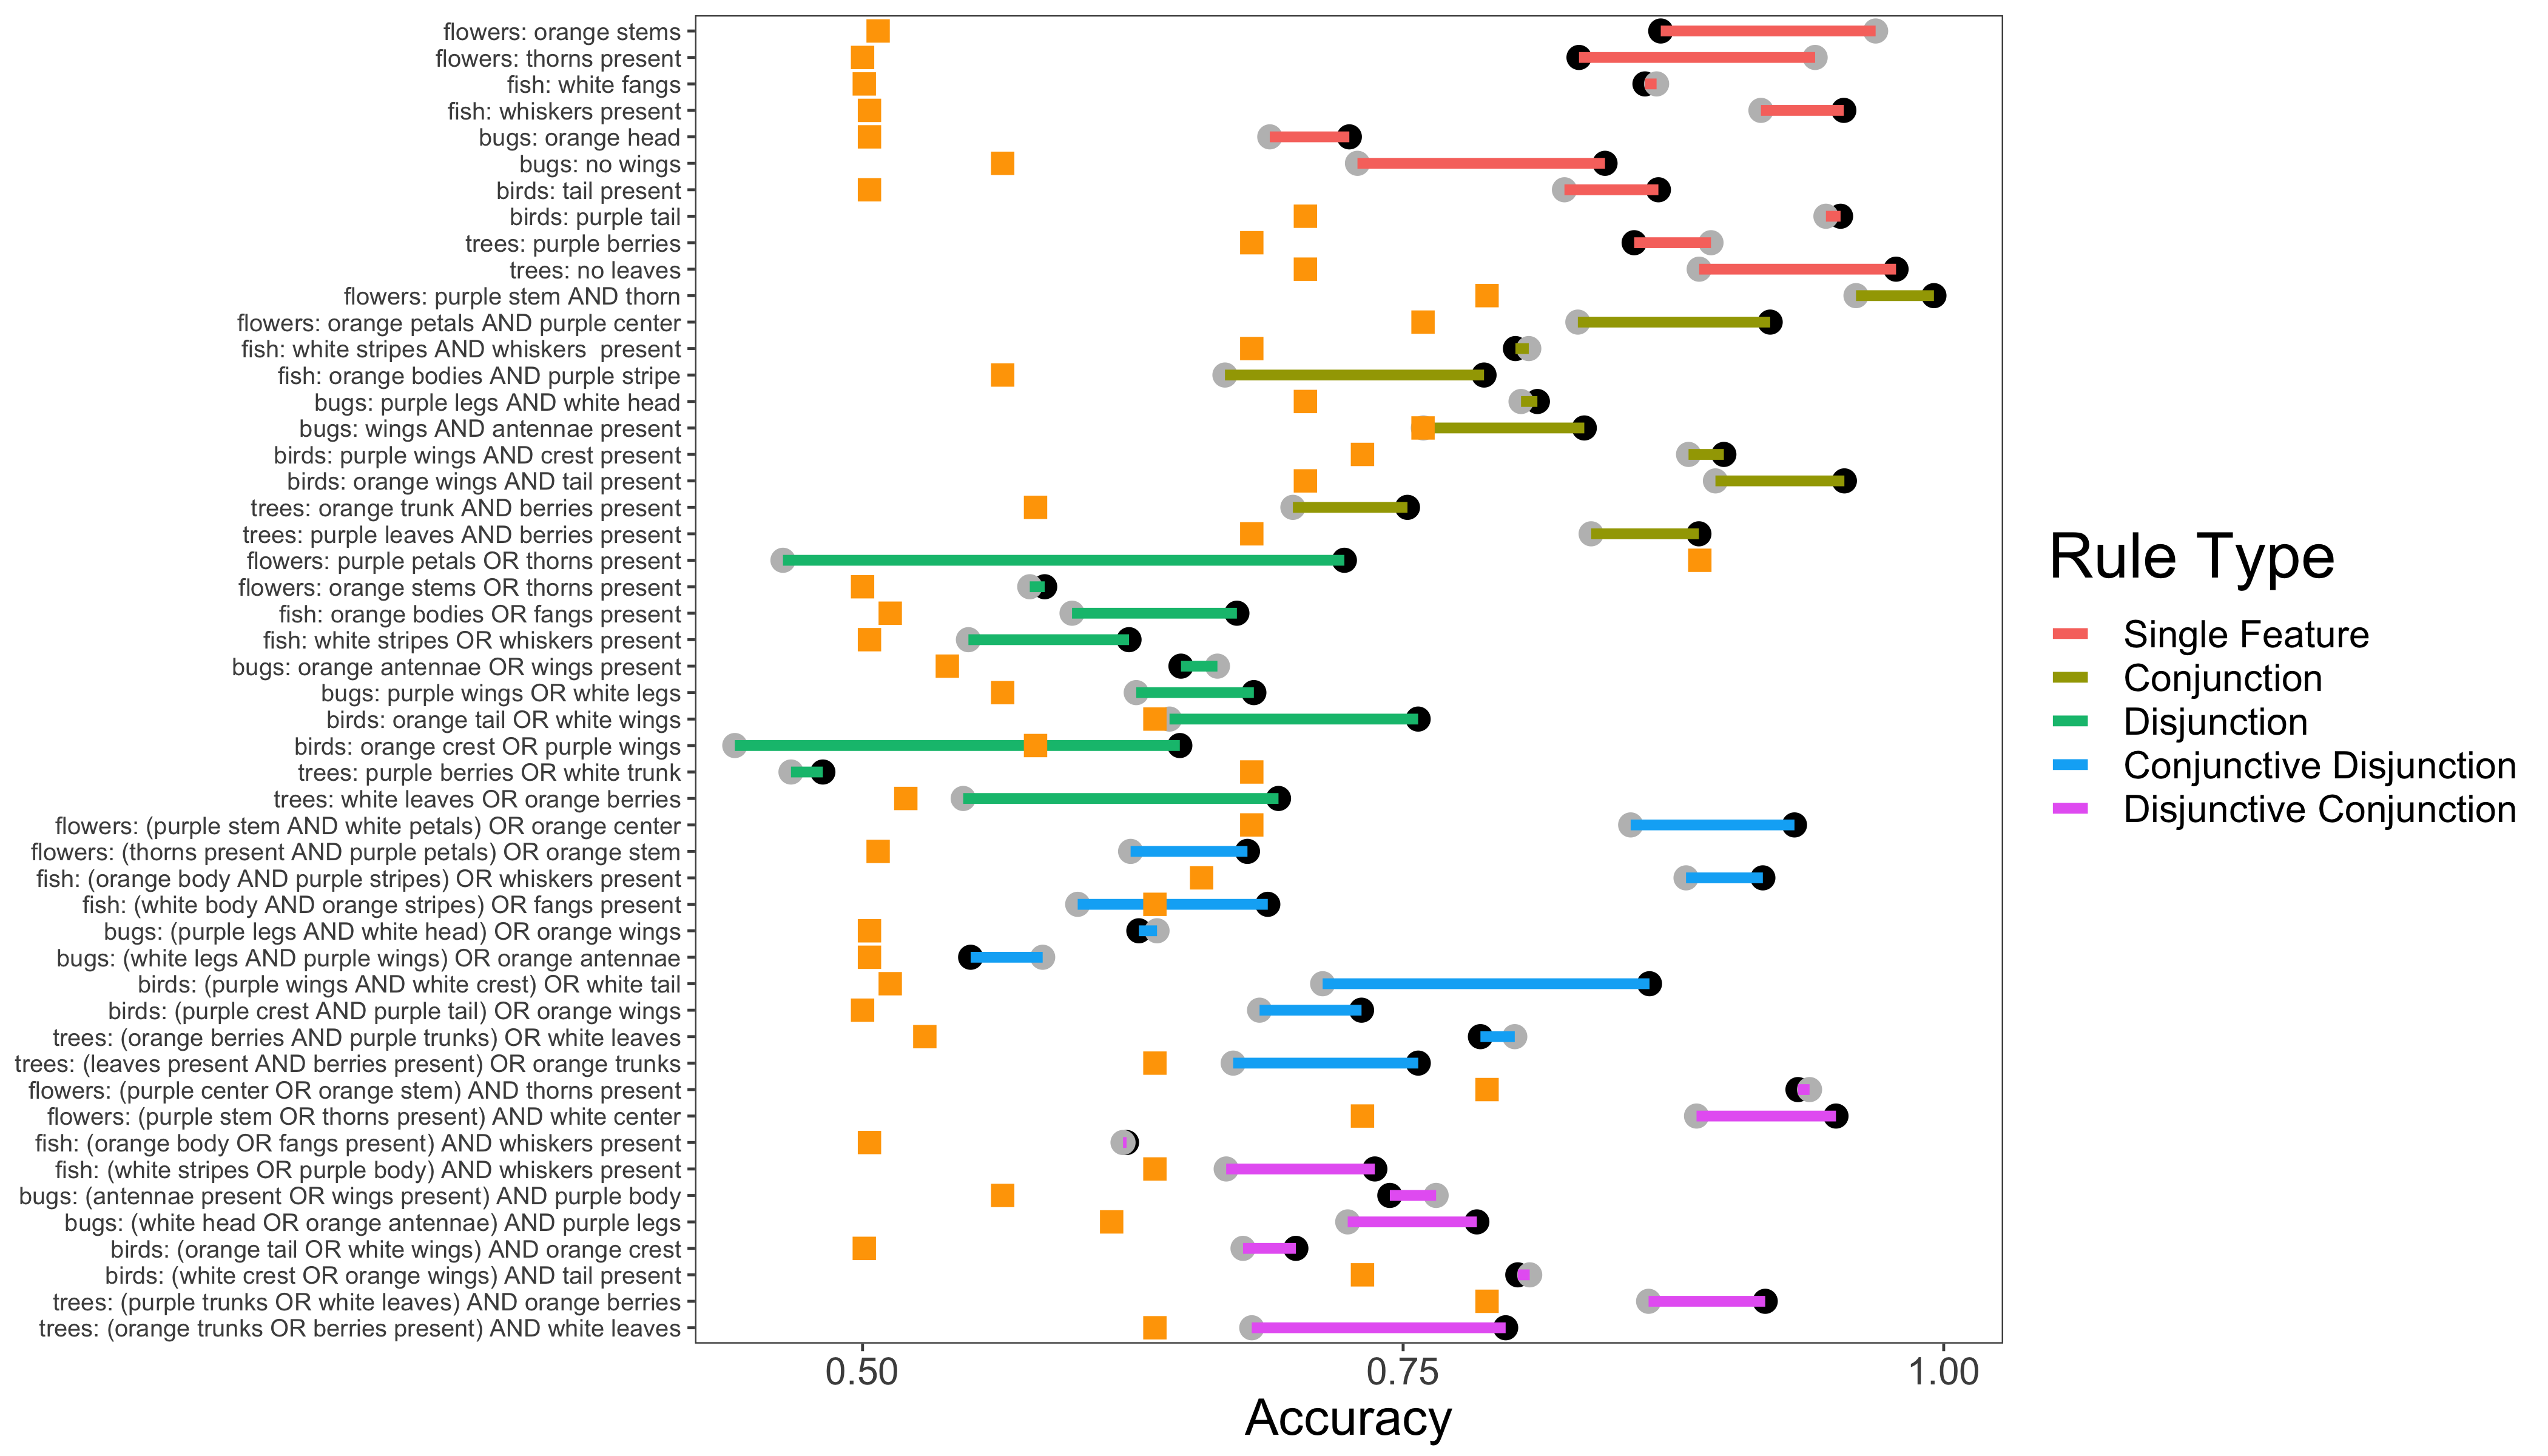 flowers: orange stems
flowers: thorns present
fish: white fangs
fish: whiskers present
bugs: orange head
bugs: no wings
birds: tail present
birds: purple tail
trees: purple berries
trees: no leaves
flowers: purple stem AND thorn
flowers: orange petals AND purple center
fish: white stripes AND whiskers  present
fish: orange bodies AND purple stripe
bugs: purple legs AND white head
bugs: wings AND antennae present
birds: purple wings AND crest present
birds: orange wings AND tail present
trees: orange trunk AND berries present
trees: purple leaves AND berries present
flowers: purple petals OR thorns present
flowers: orange stems OR thorns present
fish: orange bodies OR fangs present
fish: white stripes OR whiskers present
bugs: orange antennae OR wings present
bugs: purple wings OR white legs
birds: orange tail OR white wings
birds: orange crest OR purple wings
trees: purple berries OR white trunk
trees: white leaves OR orange berries
flowers: (purple stem AND white petals) OR orange center
flowers: (thorns present AND purple petals) OR orange stem
fish: (orange body AND purple stripes) OR whiskers present
fish: (white body AND orange stripes) OR fangs present
bugs: (purple legs AND white head) OR orange wings
bugs: (white legs AND purple wings) OR orange antennae
birds: (purple wings AND white crest) OR white tail
birds: (purple crest AND purple tail) OR orange wings
trees: (orange berries AND purple trunks) OR white leaves
trees: (leaves present AND berries present) OR orange trunks
flowers: (purple center OR orange stem) AND thorns present
flowers: (purple stem OR thorns present) AND white center
fish: (orange body OR fangs present) AND whiskers present
fish: (white stripes OR purple body) AND whiskers present
bugs: (antennae present OR wings present) AND purple body
bugs: (white head OR orange antennae) AND purple legs
birds: (orange tail OR white wings) AND orange crest
birds: (white crest OR orange wings) AND tail present
trees: (purple trunks OR white leaves) AND orange berries
trees: (orange trunks OR berries present) AND white leaves
0.50 0.75 1.00
Accuracy
Rule Type
Single Feature
Conjunction
Disjunction
Conjunctive Disjunction
Disjunctive Conjunction